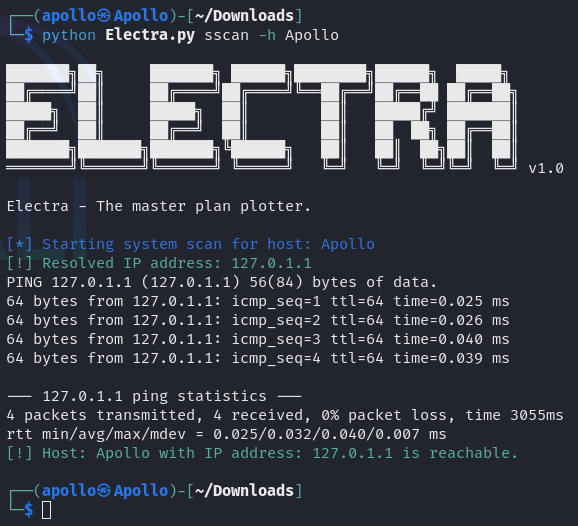 ┌──(apollo㉿Apollo)-[~/Downloads]
└─$ python Electra.py sscan -h Apollo
ELECTRA v1.0
Electra - The master plan plotter.
[*] Starting system scan for host: Apollo
[!] Resolved IP address: 127.0.1.1
PING 127.0.1.1 (127.0.1.1) 56(84) bytes of data.
64 bytes from 127.0.1.1: icmp_seq=1 ttl=64 time=0.025 ms
64 bytes from 127.0.1.1: icmp_seq=2 ttl=64 time=0.026 ms
64 bytes from 127.0.1.1: icmp_seq=3 ttl=64 time=0.040 ms
64 bytes from 127.0.1.1: icmp_seq=4 ttl=64 time=0.039 ms
--- 127.0.1.1 ping statistics ---
4 packets transmitted, 4 received, 0% packet loss, time 3055ms
rtt min/avg/max/mdev = 0.025/0.032/0.040/0.007 ms
[!] Host: Apollo with IP address: 127.0.1.1 is reachable.
┌──(apollo㉿Apollo)-[~/Downloads]
└─$